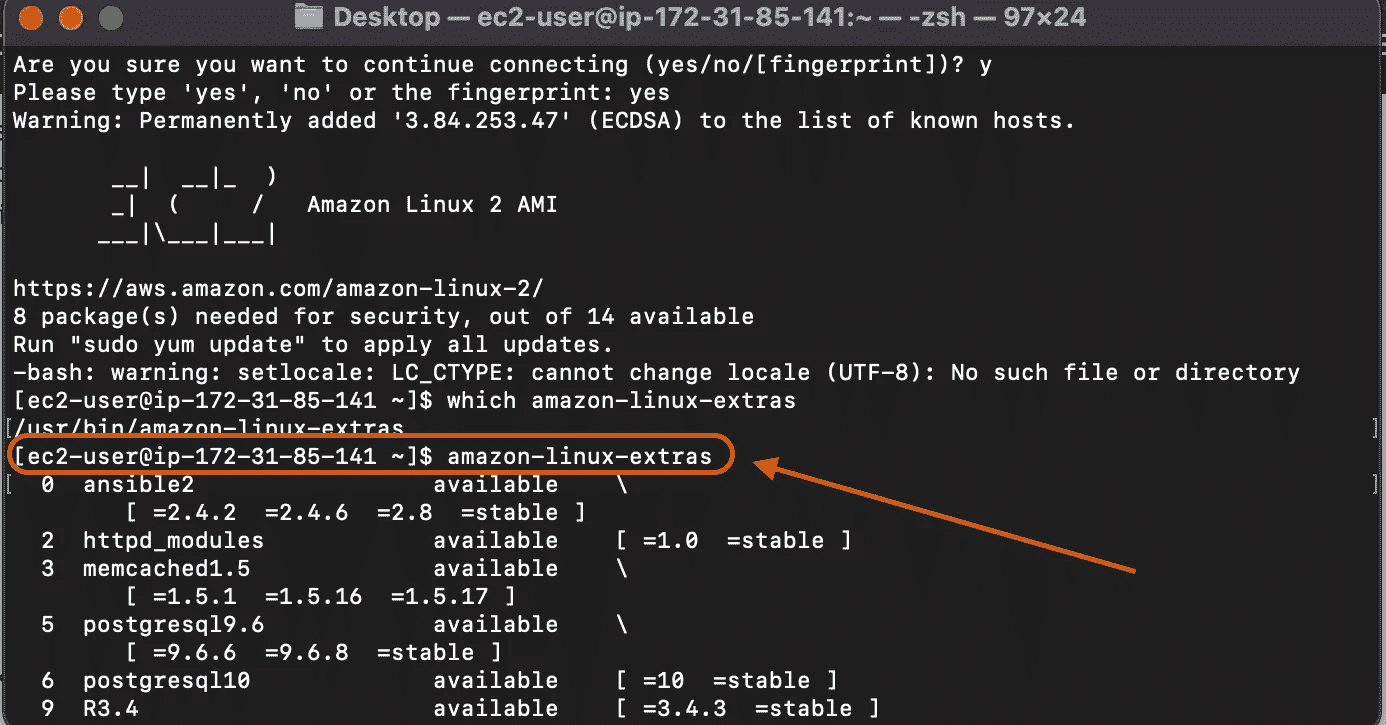 Desktop — ec2-user@ip-172-31-85-141:~ — -zsh — 97×24
Are you sure you want to continue connecting (yes/no/[fingerprint])? y
Please type 'yes', 'no' or the fingerprint: yes
Warning: Permanently added '3.84.253.47' (ECDSA) to the list of known hosts.
       __|  __|_  )
       _|  (     /   Amazon Linux 2 AMI
      ___|\___|___|
https://aws.amazon.com/amazon-linux-2/
8 package(s) needed for security, out of 14 available
Run "sudo yum update" to apply all updates.
-bash: warning: setlocale: LC_CTYPE: cannot change locale (UTF-8): No such file or directory
[ec2-user@ip-172-31-85-141 ~]$ which amazon-linux-extras
[/usr/bin/amazon-linux-extras ]
[ec2-user@ip-172-31-85-141 ~]$ amazon-linux-extras
[  0  ansible2                 available    \ ]
        [ =2.4.2  =2.4.6  =2.8  =stable ]
  2  httpd_modules            available    [ =1.0  =stable ]
  3  memcached1.5             available    \
        [ =1.5.1  =1.5.16  =1.5.17 ]
  5  postgresql9.6            available    \
        [ =9.6.6  =9.6.8  =stable ]
  6  postgresql10             available    [ =10  =stable ]
  9  R3.4                     available    [ =3.4.3  =stable ]